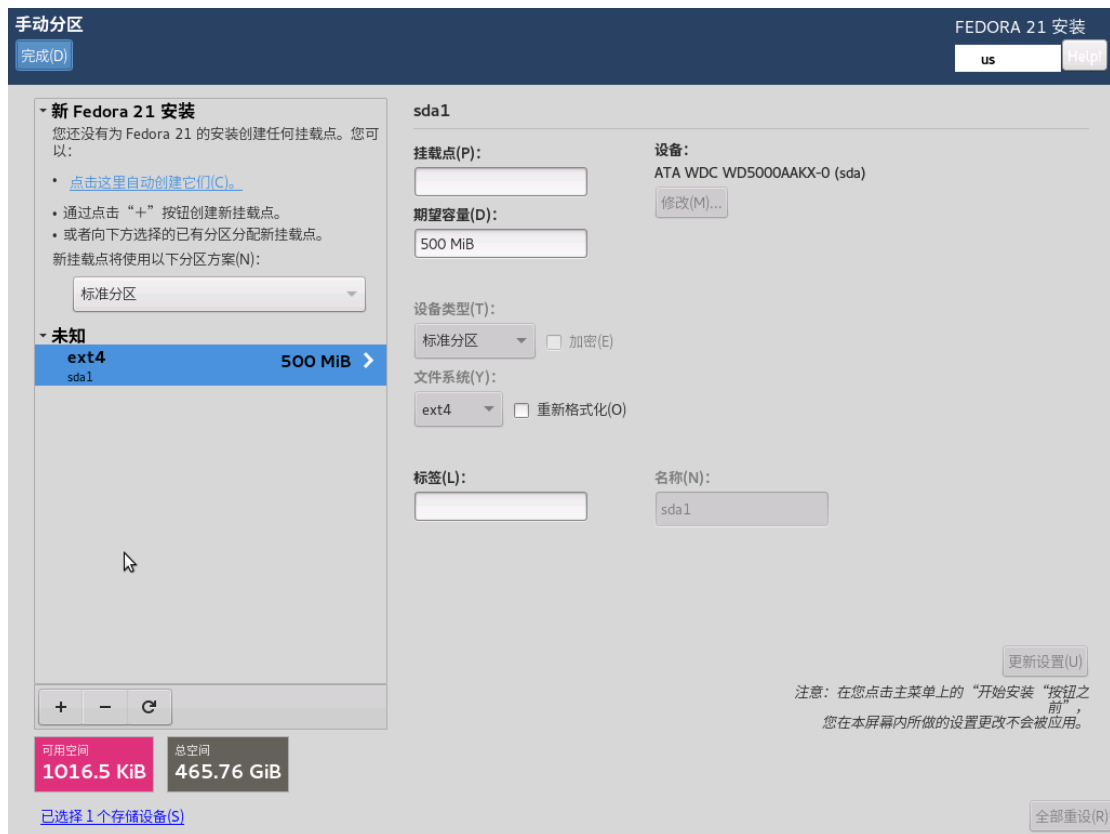 手动分区
FEDORA 21 安装
完成(D)
us
Help!
新 Fedora 21 安装
您还没有为 Fedora 21 的安装创建任何挂载点。您可
以：
• 点击这里自动创建它们(C)。
• 通过点击“+”按钮创建新挂载点。
• 或者向下方选择的已有分区分配新挂载点。
新挂载点将使用以下分区方案(N)：
标准分区
未知
ext4
500 MiB
sda1
sda1
挂载点(P)：
设备：
ATA WDC WD5000AAKX-0 (sda)
修改(M)...
期望容量(D)：
500 MiB
设备类型(T)：
标准分区
加密(E)
文件系统(Y)：
ext4
重新格式化(O)
标签(L)：
名称(N)：
sda1
更新设置(U)
注意：在您点击主菜单上的“开始安装“按钮之
前”，
您在本屏幕内所做的设置更改不会被应用。
可用空间
1016.5 KiB
总空间
465.76 GiB
已选择 1 个存储设备(S)
全部重设(R)